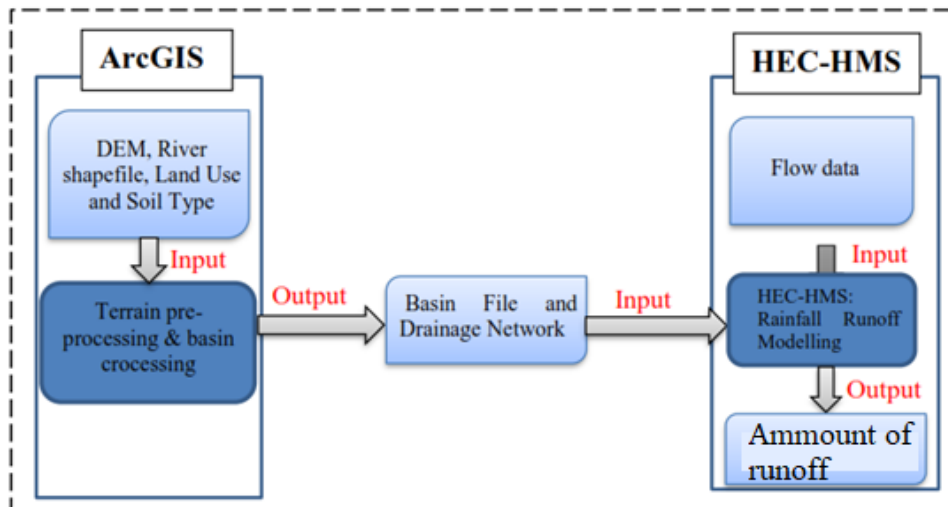 ArcGIS
DEM, River
shapefile, Land Use
and Soil Type
Input
Terrain pre-
processing & basin
crocessing
Output
Basin File and
Drainage Network
Input
HEC-HMS
Flow data
Input
HEC-HMS:
Rainfall Runoff
Modelling
Output
Ammount of
runoff